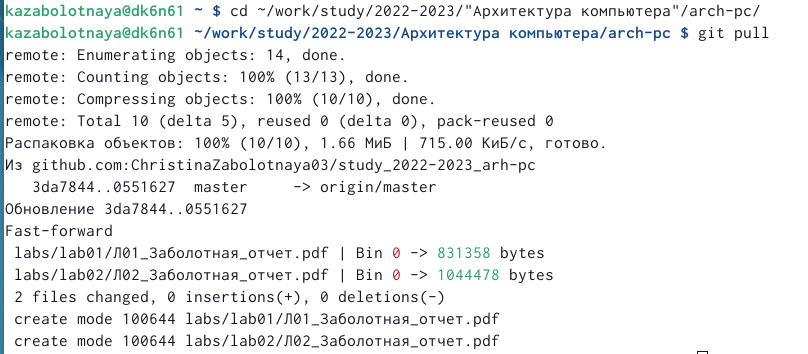 kazabolotnaya@dk6n61 ~ $ cd ~/work/study/2022-2023/"Архитектура компьютера"/arch-pc/
kazabolotnaya@dk6n61 ~/work/study/2022-2023/Архитектура компьютера/arch-pc $ git pull
remote: Enumerating objects: 14, done.
remote: Counting objects: 100% (13/13), done.
remote: Compressing objects: 100% (10/10), done.
remote: Total 10 (delta 5), reused 0 (delta 0), pack-reused 0
Распаковка объектов: 100% (10/10), 1.66 МиБ | 715.00 КиБ/с, готово.
Из github.com:ChristinaZabolotnaya03/study_2022-2023_arh-pc
   3da7844..0551627  master     -> origin/master
Обновление 3da7844..0551627
Fast-forward
 labs/lab01/Л01_Заболотная_отчет.pdf | Bin 0 -> 831358 bytes
 labs/lab02/Л02_Заболотная_отчет.pdf | Bin 0 -> 1044478 bytes
 2 files changed, 0 insertions(+), 0 deletions(-)
 create mode 100644 labs/lab01/Л01_Заболотная_отчет.pdf
 create mode 100644 labs/lab02/Л02_Заболотная_отчет.pdf